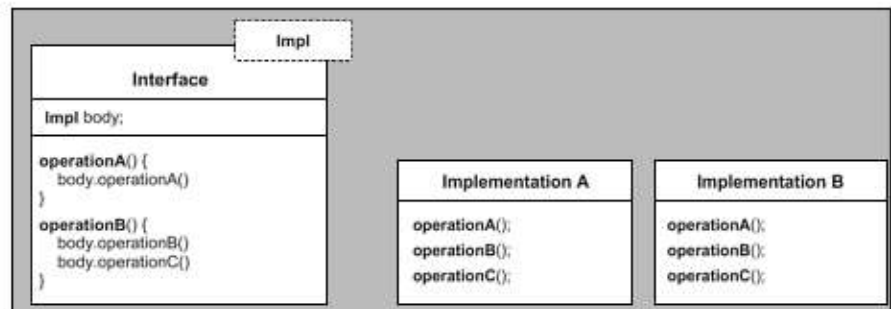 Impl
Interface
Impl body;
operationA() {
body.operationA()
}
operationB() {
body.operationB()
body.operationC()
}
Implementation A
operationA();
operationB();
operationC();
Implementation B
operationA();
operationB();
operationC();